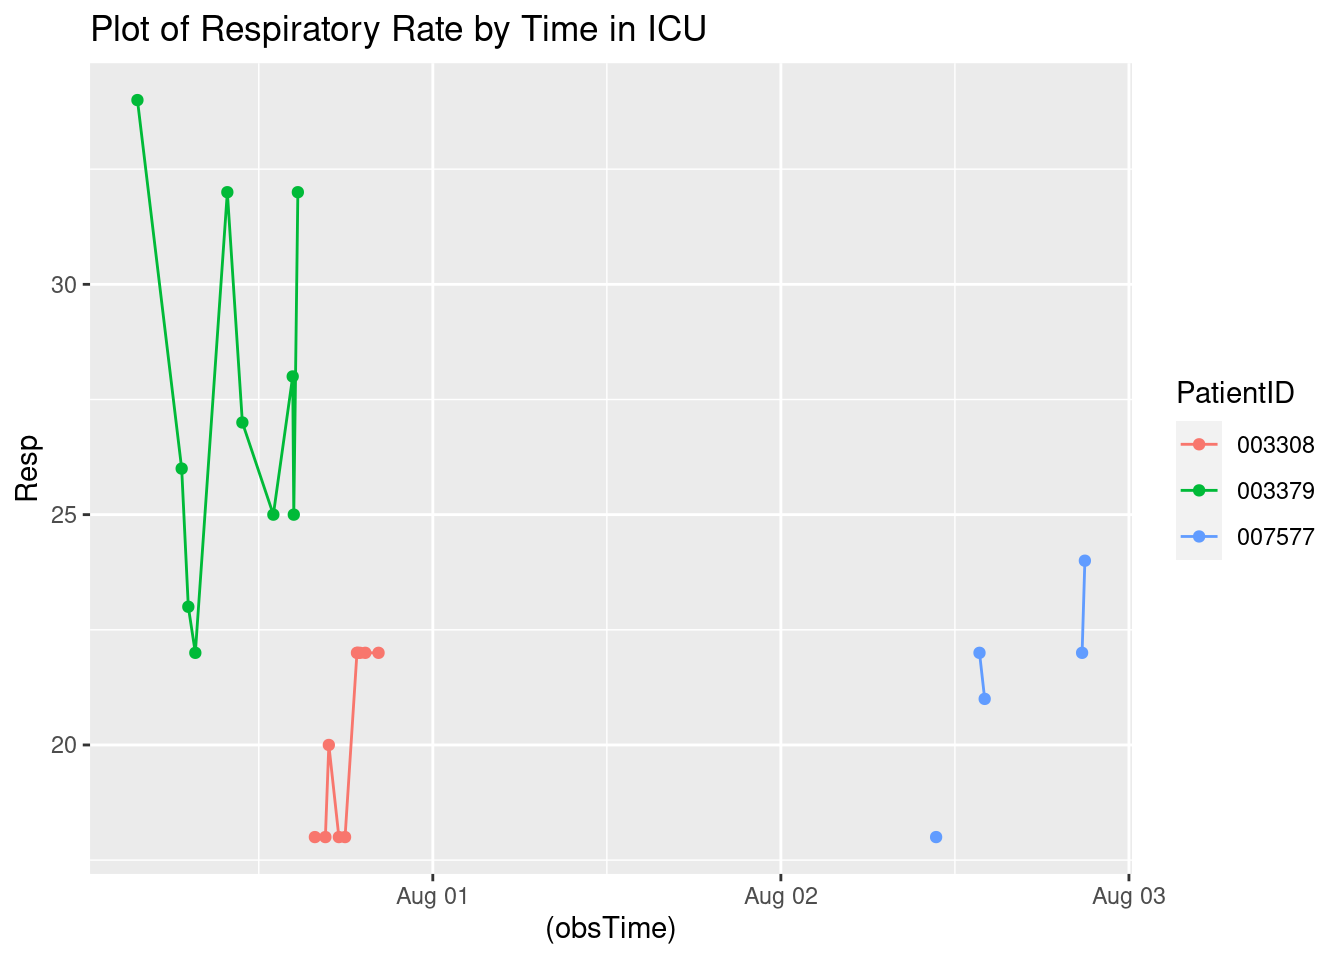 Plot of Respiratory Rate by Time in ICU
Resp
30
25
20
Aug 01
Aug 02
Aug 03
(obsTime)
PatientID
003308
003379
007577